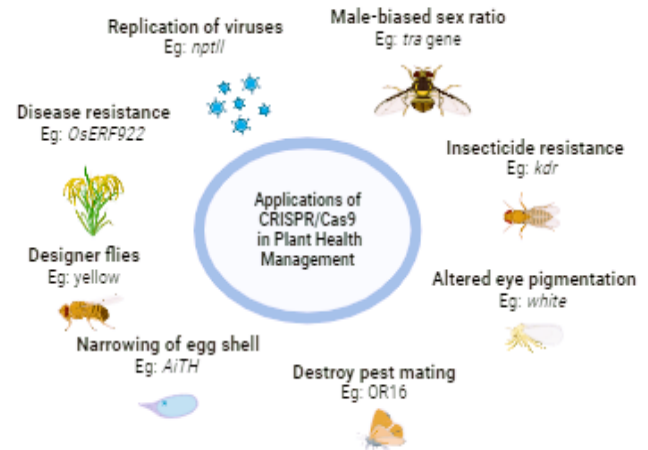 Replication of viruses
Eg: nptII
Male-biased sex ratio
Eg: tra gene
Disease resistance
Eg: OsERF922
Insecticide resistance
Eg: kdr
Applications of
CRISPR/Cas9
in Plant Health
Management
Designer flies
Eg: yellow
Altered eye pigmentation
Eg: white
Narrowing of egg shell
Eg: AiTH
Destroy pest mating
Eg: OR16